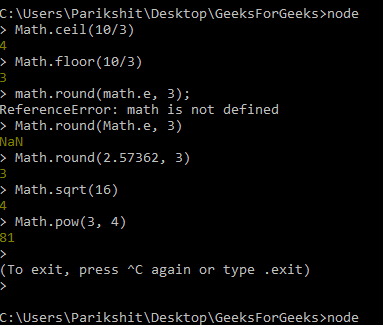 C:\Users\Parikshit\Desktop\GeeksForGeeks>node
> Math.ceil(10/3)
4
> Math.floor(10/3)
3
> math.round(math.e, 3);
ReferenceError: math is not defined
> Math.round(Math.e, 3)
NaN
> Math.round(2.57362, 3)
3
> Math.sqrt(16)
4
> Math.pow(3, 4)
81
>
(To exit, press ^C again or type .exit)
>
C:\Users\Parikshit\Desktop\GeeksForGeeks>node